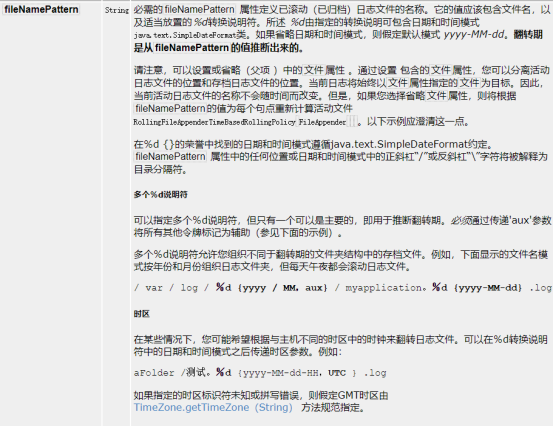 fileNamePattern String 必需的 fileNamePattern 属性定义已滚动（已归档）日志文件的名称。它的值应该包含文件名，以
及适当放置的 %d转换说明符。所述  %d由指定的转换说明可包含日期和时间模式
java.text.SimpleDateFormat类。如果省略日期和时间模式，则假定默认模式 yyyy-MM-dd。翻转期
是从 fileNamePattern 的值推断出来的。
请注意，可以设置或省略（父项 ）中的 文件 属性 。通过设置 包含的 文件 属性，您可以分离活动
日志文件的位置和存档日志文件的位置。当前日志将始终以 文件 属性指定的 文件为目标。因此，
当前活动日志文件的名称不会随时间而改变。但是，如果您选择省略 文件 属性，则将根据
fileNamePattern 的值为每个句点重新计算活动文件
RollingFileAppenderTimeBasedRollingPolicy FileAppender 。以下示例应澄清这一点。
在%d {}的荣誉中找到的日期和时间模式遵循java.text.SimpleDateFormat约定。
fileNamePattern 属性中的任何位置或日期和时间模式中的正斜杠“/”或反斜杠“\”字符将被解释为
目录分隔符。
多个%d说明符
可以指定多个%d说明符，但只有一个可以是主要的，即用于推断翻转期。必须通过传递'aux'参数
将所有其他令牌标记为辅助（参见下面的示例）。
多个%d说明符允许您组织不同于翻转期的文件夹结构中的存档文件。例如，下面显示的文件名模
式按年份和月份组织日志文件夹，但每天午夜都会滚动日志文件。
/ var / log / %d {yyyy / MM，aux} / myapplication。%d {yyyy-MM-dd} .log
时区
在某些情况下，您可能希望根据与主机不同的时区中的时钟来翻转日志文件。可以在%d转换说明
符中的日期和时间模式之后传递时区参数。例如：
aFolder /测试。%d {yyyy-MM-dd-HH，UTC } .log
如果指定的时区标识符未知或拼写错误，则假定GMT时区由
TimeZone.getTimeZone（String） 方法规范指定。